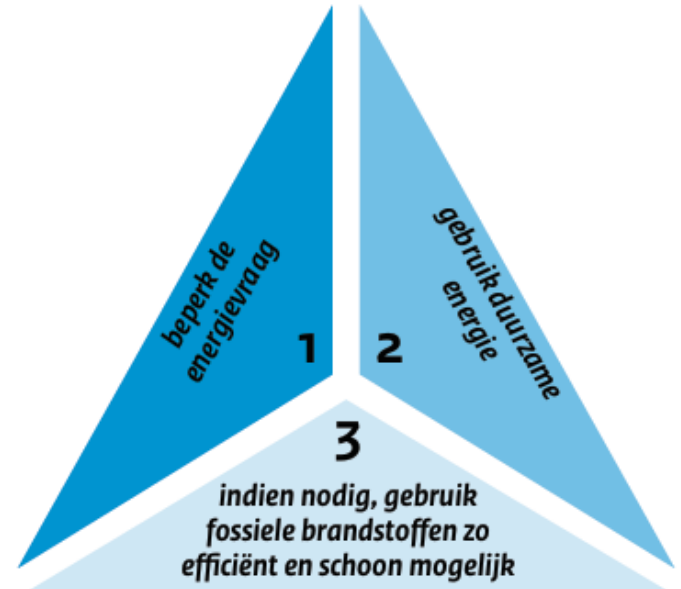 1
beperk de
energievraag
2
gebruik duurzame
energie
3
indien nodig, gebruik
fossiele brandstoffen zo
efficiënt en schoon mogelijk